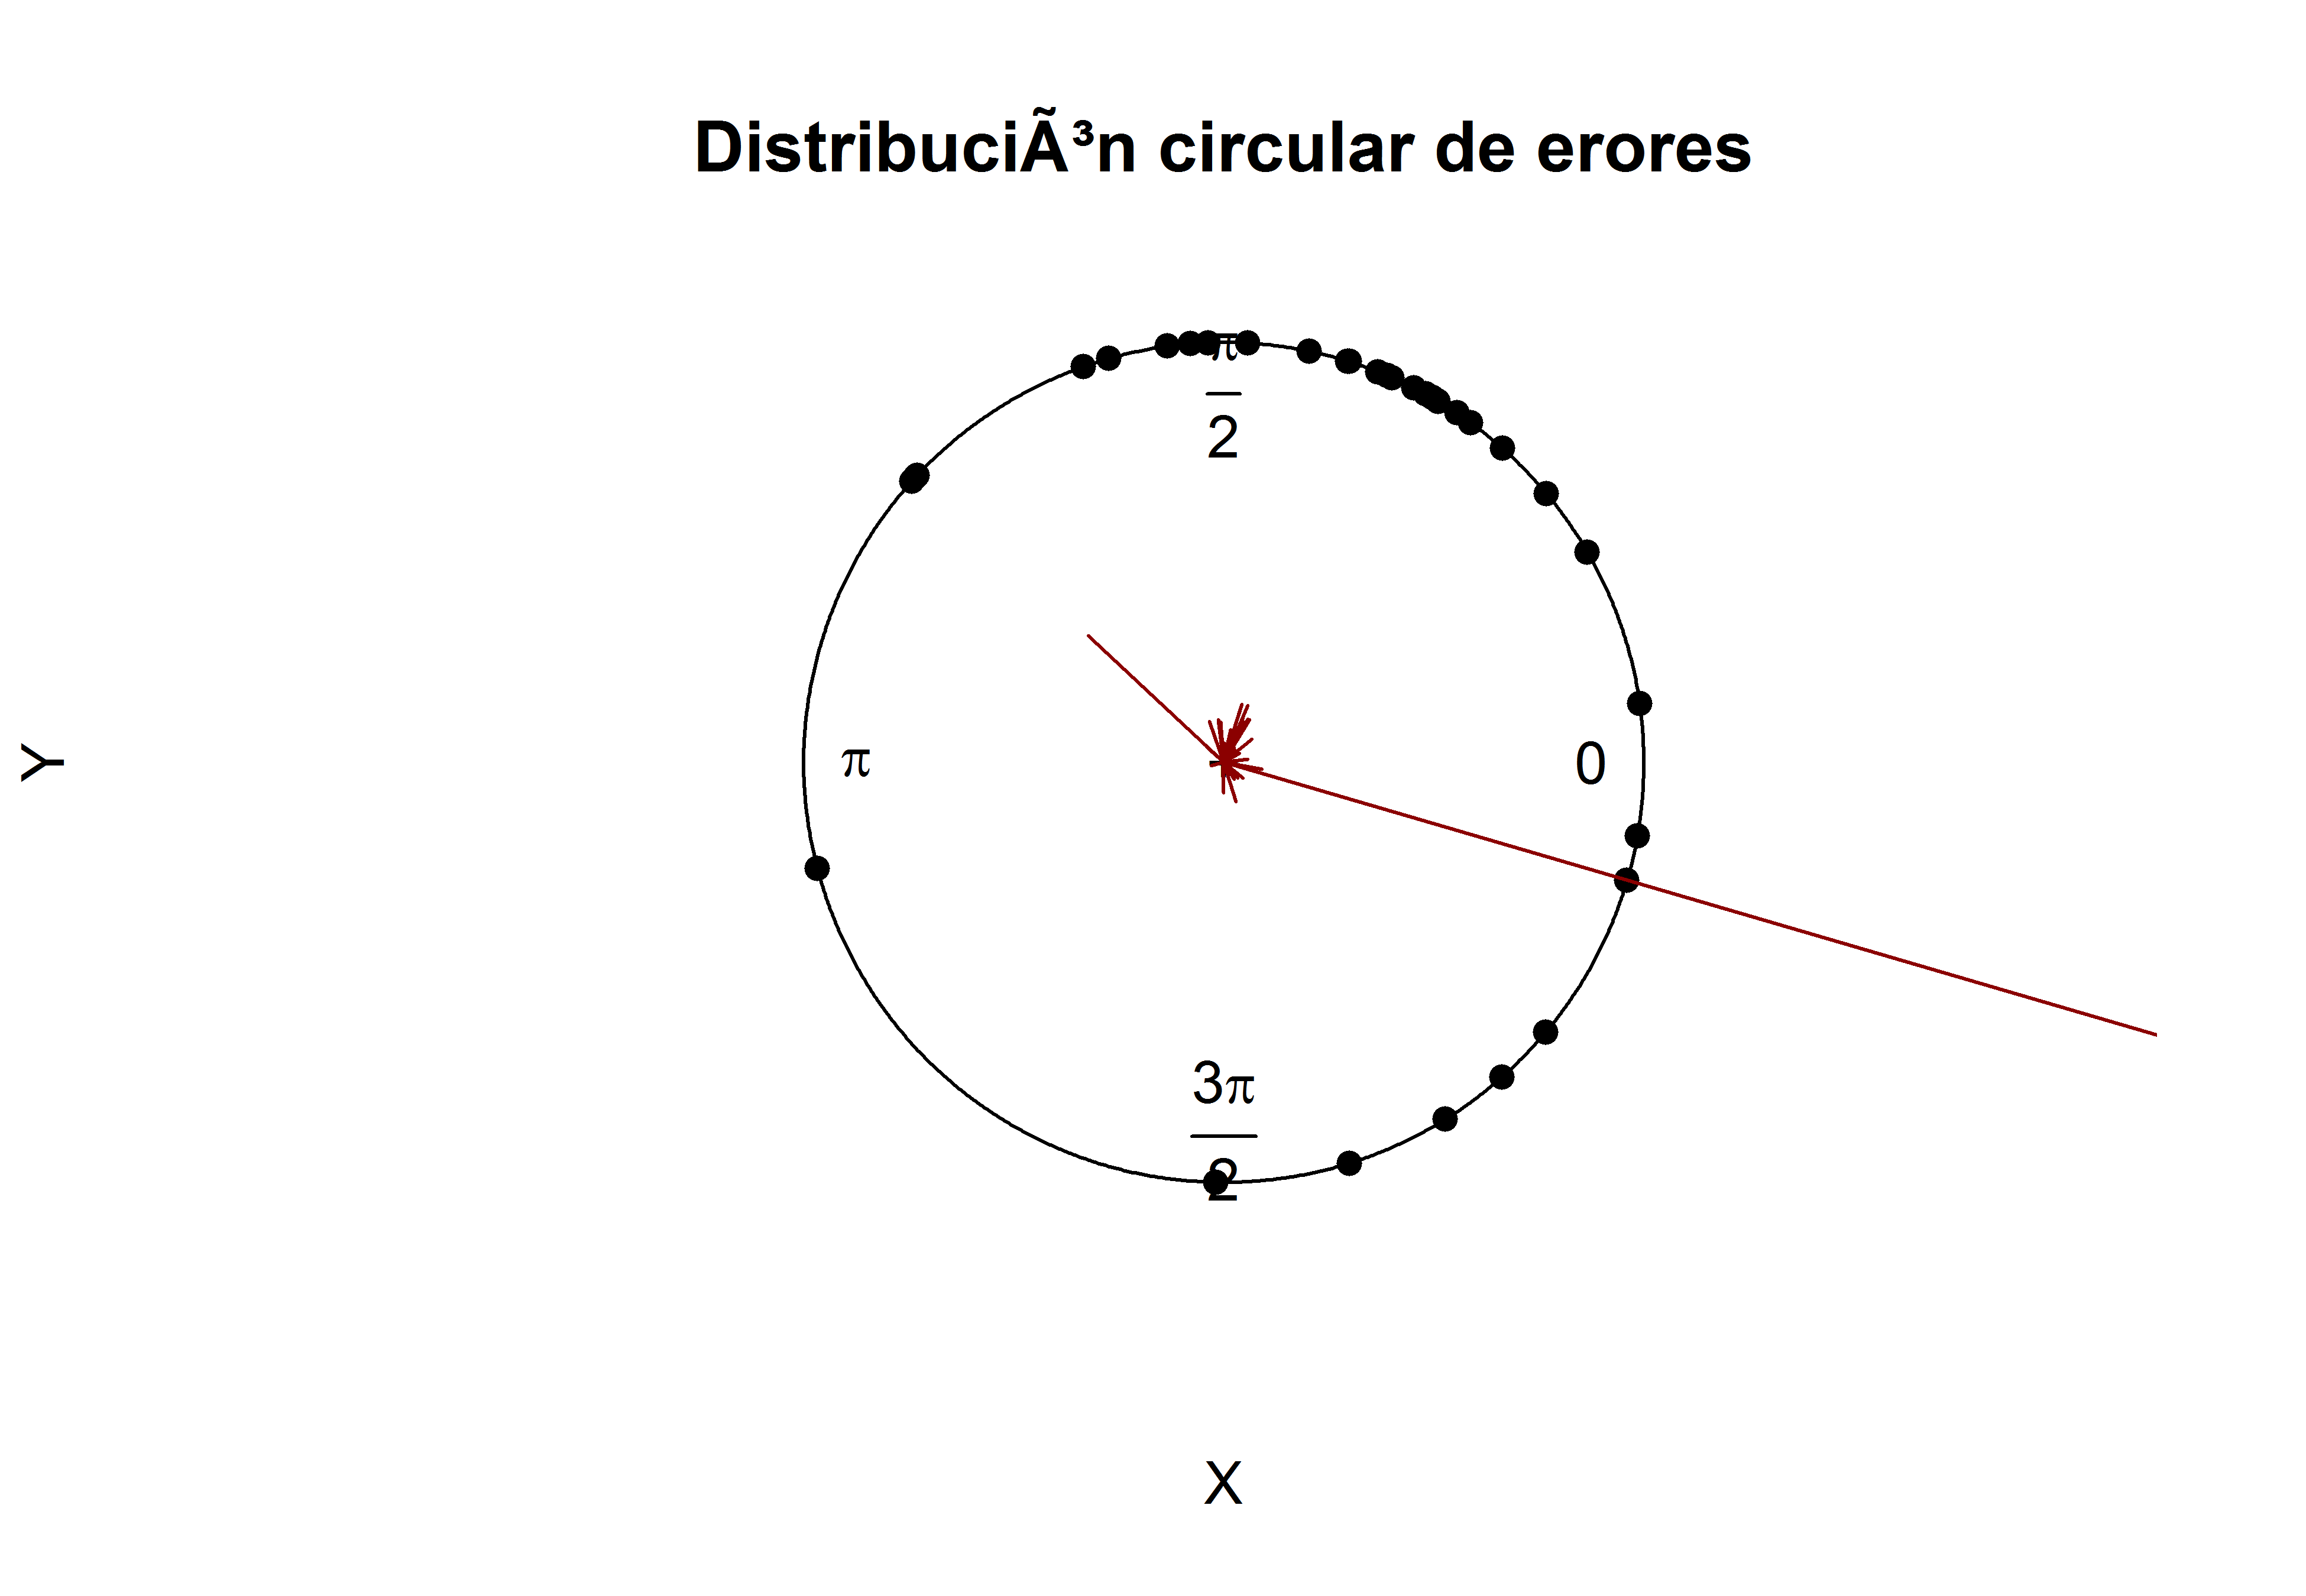 DistribuciÃ³n circular de erores
π
2
Y
π
0
3π
2
X